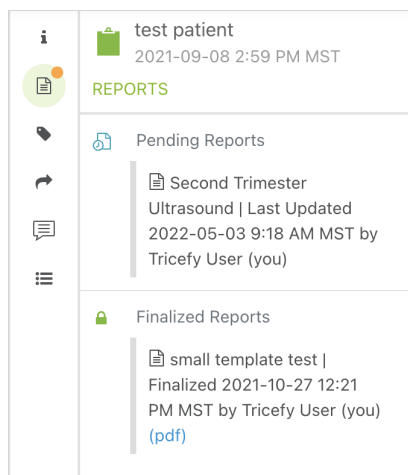 test patient
2021-09-08 2:59 PM MST
REPORTS
Pending Reports
Second Trimester
Ultrasound | Last Updated
2022-05-03 9:18 AM MST by
Tricefy User (you)
Finalized Reports
small template test |
Finalized 2021-10-27 12:21
PM MST by Tricefy User (you)
(pdf)